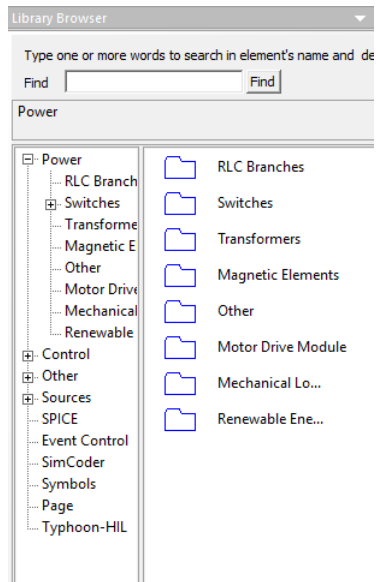 Library Browser
Type one or more words to search in element's name and de
Find Find
Power
Power
RLC Branch
Switches
Transforme
Magnetic E
Other
Motor Drive
Mechanical
Renewable
Control
Other
Sources
SPICE
Event Control
SimCoder
Symbols
Page
Typhoon-HIL
RLC Branches
Switches
Transformers
Magnetic Elements
Other
Motor Drive Module
Mechanical Lo...
Renewable Ene...